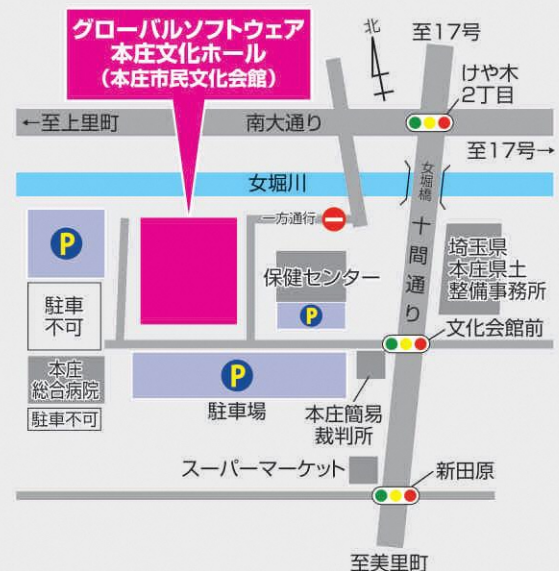 グローバルソフトウェア
本庄文化ホール
（本庄市民文化会館）
北
至17号
けや木
2丁目
←至上里町
南大通り
至17号→
女堀川
女堀橋
一方通行
十間通り
P
保健センター
埼玉県
本庄県土
整備事務所
駐車
不可
P
文化会館前
本庄
総合病院
P
駐車場
本庄簡易
裁判所
駐車不可
スーパーマーケット
新田原
至美里町